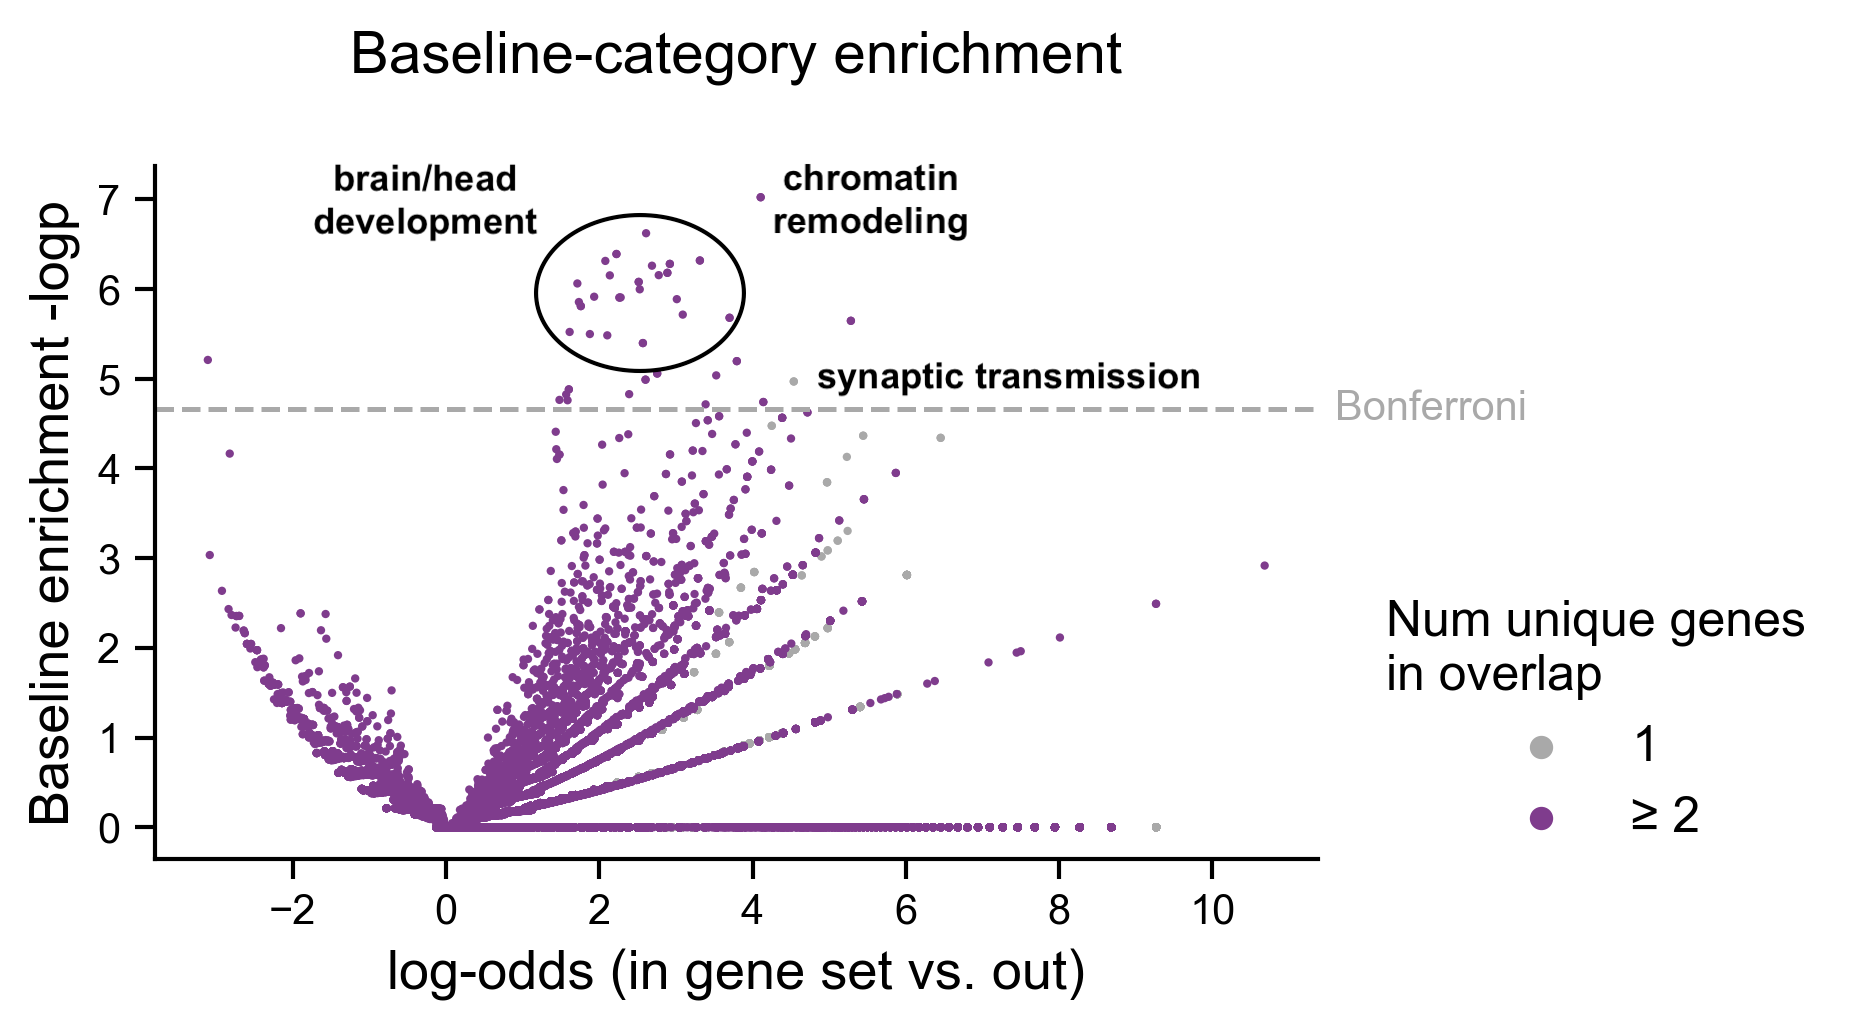 Baseline-category enrichment
brain/head
development
chromatin
remodeling
synaptic transmission
Bonferroni
Baseline enrichment -logp
7
6
5
4
3
2
1
0
−2
0
2
4
6
8
10
log-odds (in gene set vs. out)
Num unique genes
in overlap
1
≥ 2